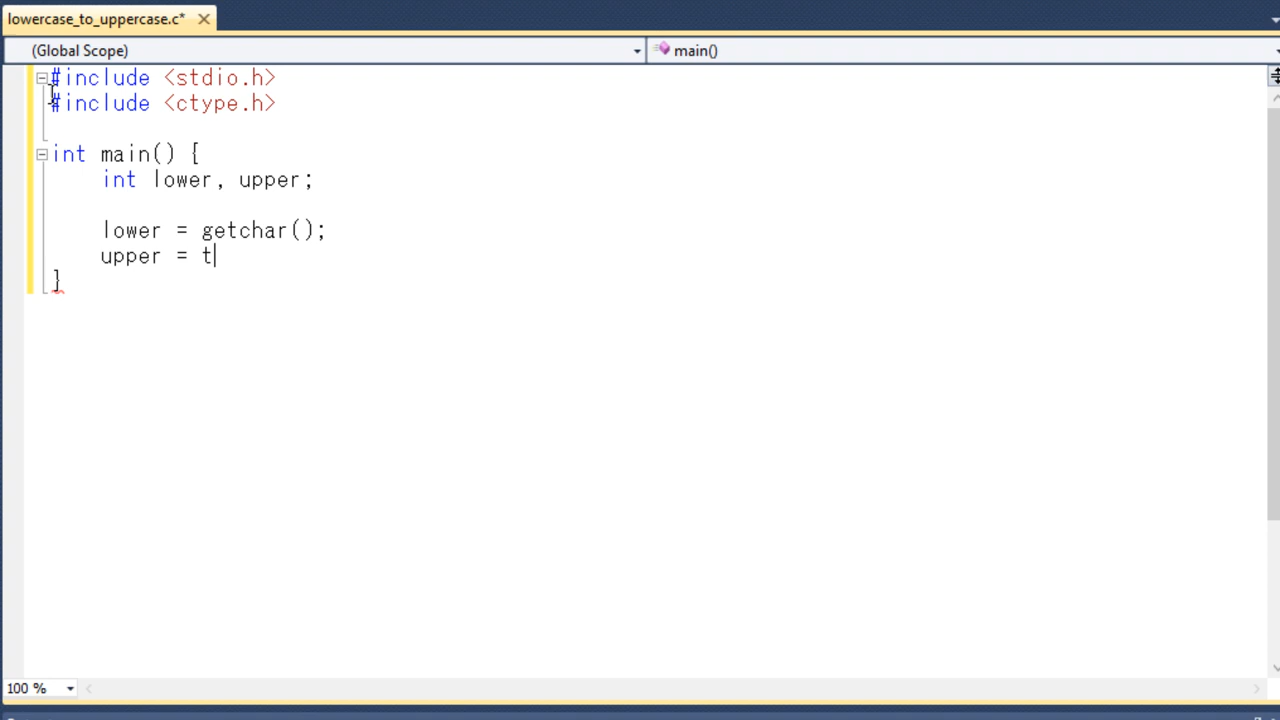 lowercase_to_uppercase.c*
(Global Scope) main()
#include <stdio.h>
#include <ctype.h>
int main() {
int lower, upper;
lower = getchar();
upper = t
}
100 %